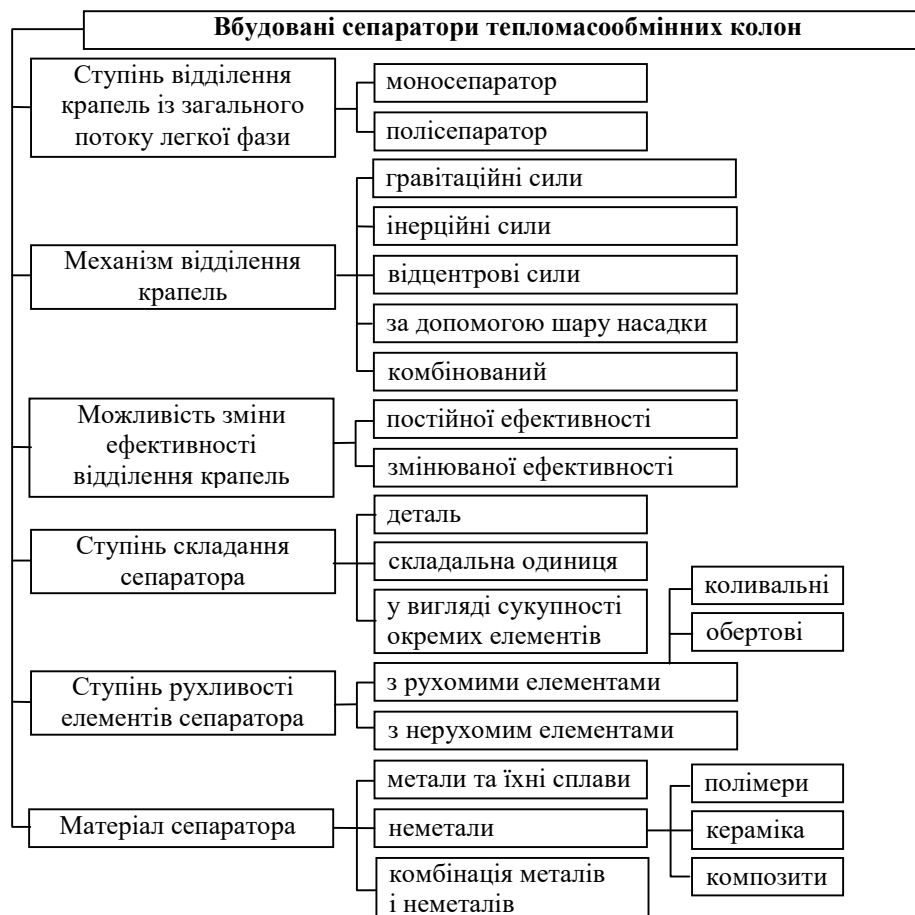 Вбудовані сепаратори тепломасообмінних колон
Ступінь відділення
крапель із загального
потоку легкої фази
моносепаратор
полісепаратор
Механізм відділення
крапель
гравітаційні сили
інерційні сили
відцентрові сили
за допомогою шару насадки
комбінований
Можливість зміни
ефективності
відділення крапель
постійної ефективності
змінюваної ефективності
Ступінь складання
сепаратора
деталь
складальна одиниця
у вигляді сукупності
окремих елементів
Ступінь рухливості
елементів сепаратора
з рухомими елементами
коливальні
обертові
з нерухомим елементами
Матеріал сепаратора
метали та їхні сплави
неметали
полімери
кераміка
композити
комбінація металів
і неметалів